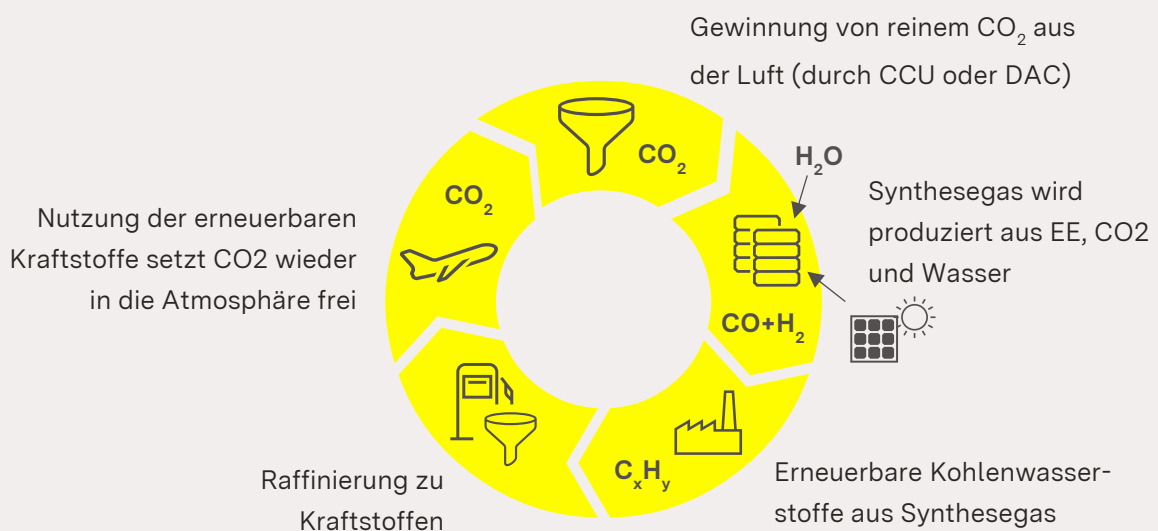 Gewinnung von reinem CO₂ aus
der Luft (durch CCU oder DAC)
CO₂
H₂O
Synthesegas wird
produziert aus EE, CO2
und Wasser
CO+H₂
CₓHᵧ
Erneuerbare Kohlenwasser-
stoffe aus Synthesegas
Raffinierung zu
Kraftstoffen
CO₂
Nutzung der erneuerbaren
Kraftstoffe setzt CO2 wieder
in die Atmosphäre frei